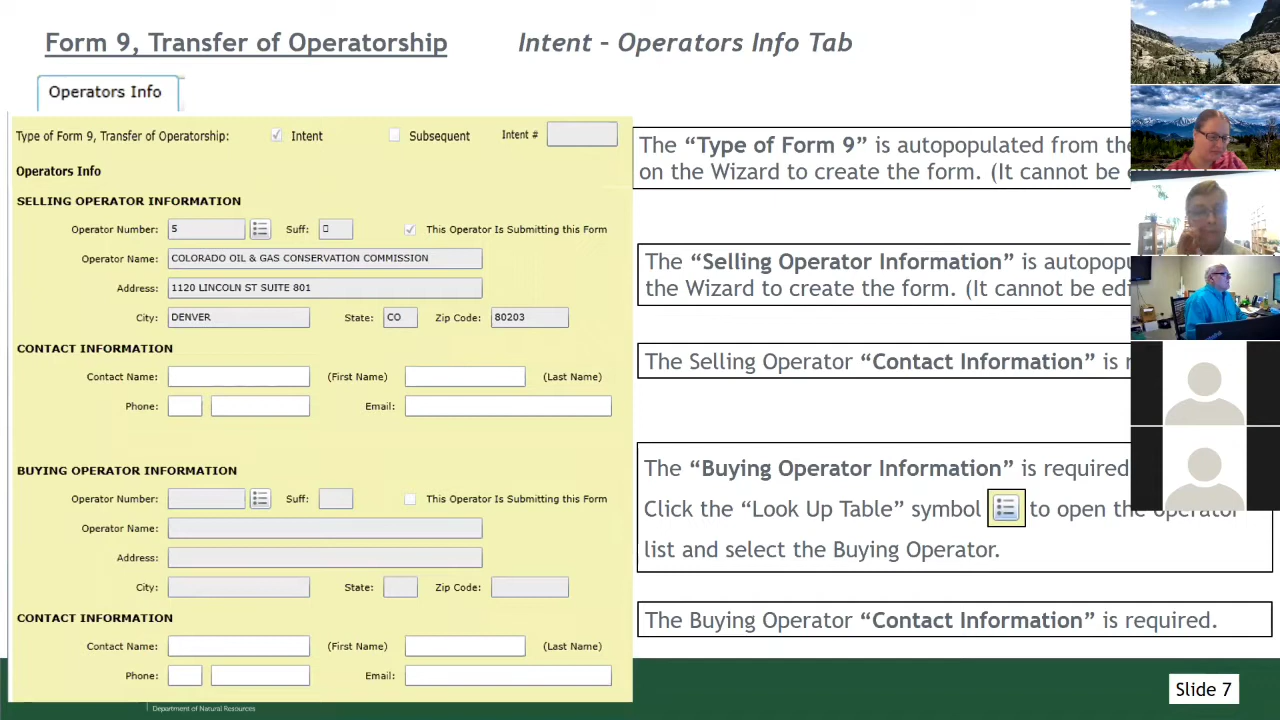 Form 9, Transfer of Operatorship Intent – Operators Info Tab
Operators Info
Type of Form 9, Transfer of Operatorship: Intent Subsequent Intent #
Operators Info
SELLING OPERATOR INFORMATION
Operator Number: 5 Suff: This Operator Is Submitting this Form
Operator Name: COLORADO OIL & GAS CONSERVATION COMMISSION
Address: 1120 LINCOLN ST SUITE 801
City: DENVER State: CO Zip Code: 80203
CONTACT INFORMATION
Contact Name: (First Name) (Last Name)
Phone: Email:
BUYING OPERATOR INFORMATION
Operator Number: Suff: This Operator Is Submitting this Form
Operator Name:
Address:
City: State: Zip Code:
CONTACT INFORMATION
Contact Name: (First Name) (Last Name)
Phone: Email:
The “Type of Form 9” is autopopulated from the
on the Wizard to create the form. (It cannot be
The “Selling Operator Information” is
the Wizard to create the form. (It cannot be
The Selling Operator “Contact Information” is
The “Buying Operator Information” is required
Click the “Look Up Table” symbol to open the operator
list and select the Buying Operator.
The Buying Operator “Contact Information” is required.
Department of Natural Resources
Slide 7